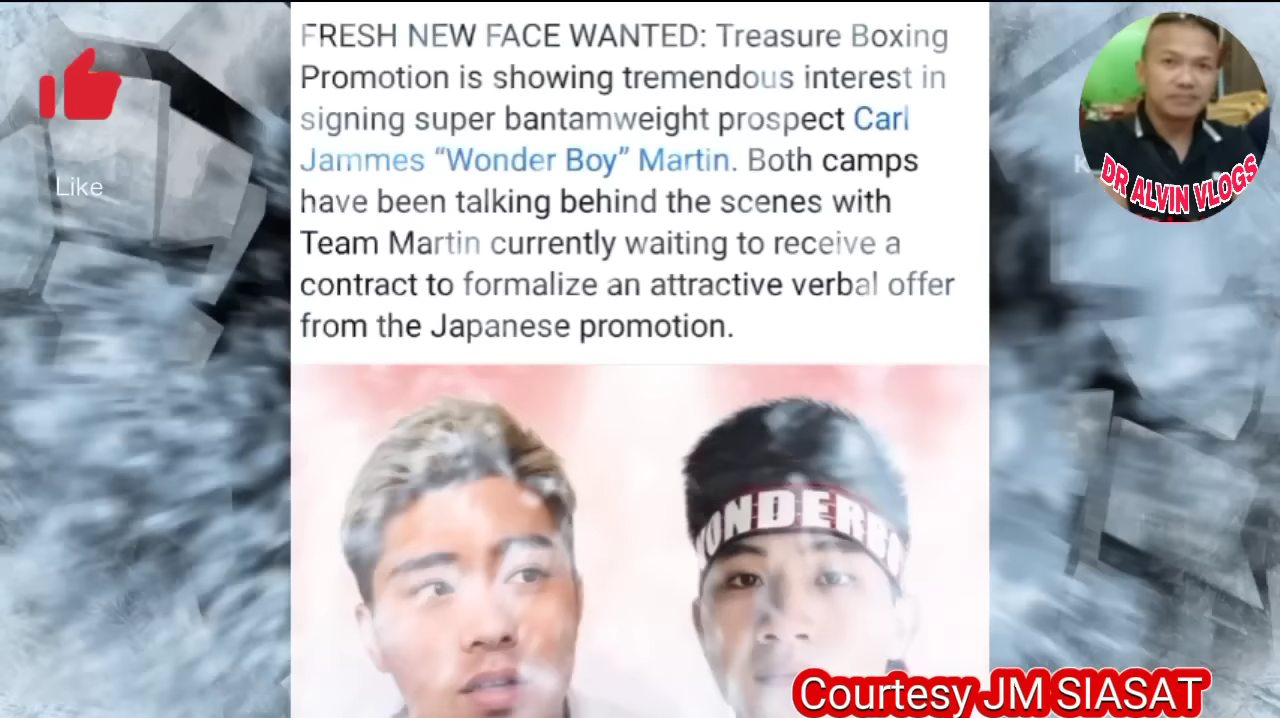 FRESH NEW FACE WANTED: Treasure Boxing
Promotion is showing tremendous interest in
signing super bantamweight prospect Carl
Jammes “Wonder Boy” Martin. Both camps
have been talking behind the scenes with
Team Martin currently waiting to receive a
contract to formalize an attractive verbal offer
from the Japanese promotion.
Like
DR ALVIN VLOGS
Courtesy JM SIASAT